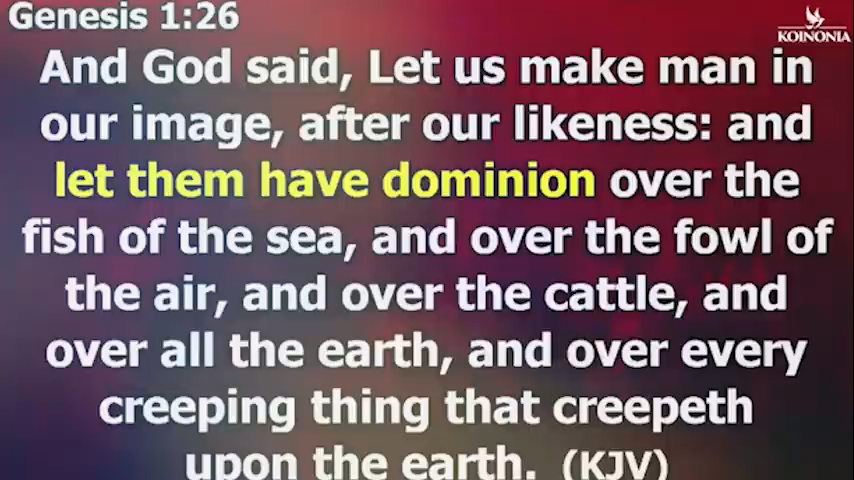 Genesis 1:26
KOINONIA
And God said, Let us make man in
our image, after our likeness: and
let them have dominion over the
fish of the sea, and over the fowl of
the air, and over the cattle, and
over all the earth, and over every
creeping thing that creepeth
upon the earth. (KJV)